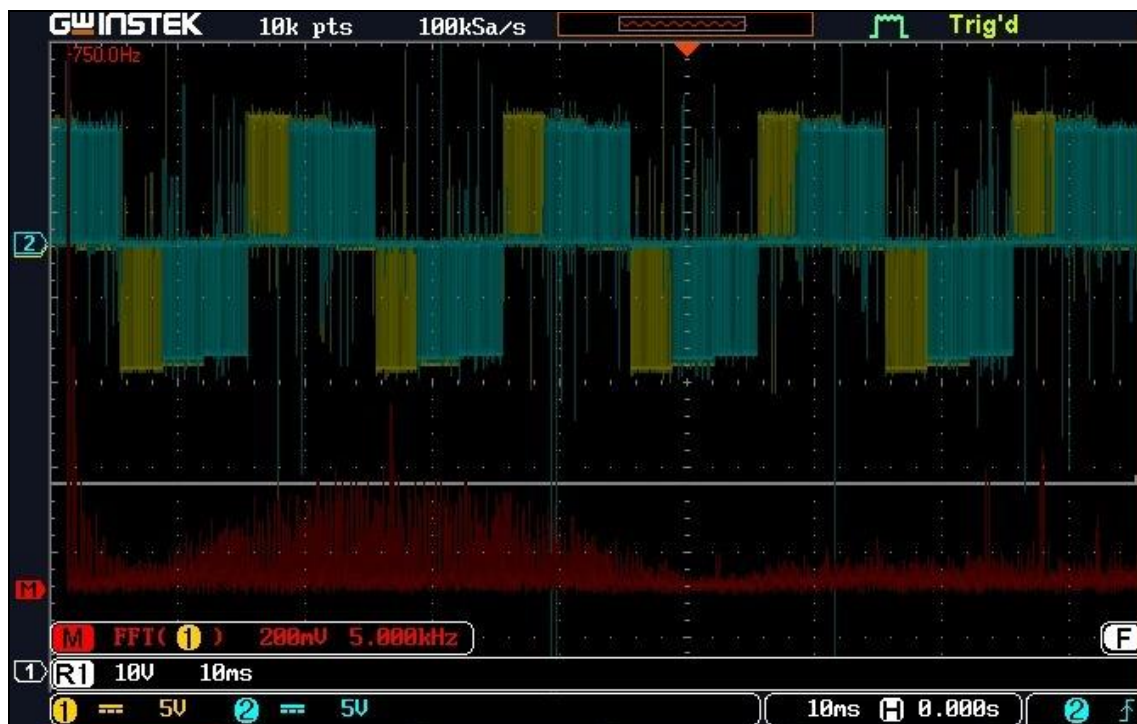 GWINSTEK 10k pts 100kSa/s Trig'd
-750.0Hz
2
M
M FFT( 1 ) 200mV 5.000kHz F
1 R1 10V 10ms
1 5V 2 5V 10ms H 0.000s 2